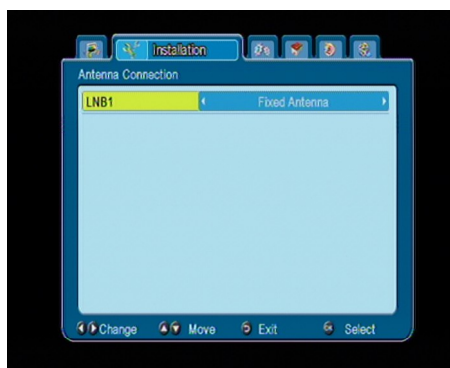 Installation
Antenna Connection
LNB1 Fixed Antenna
Change Move Exit Select